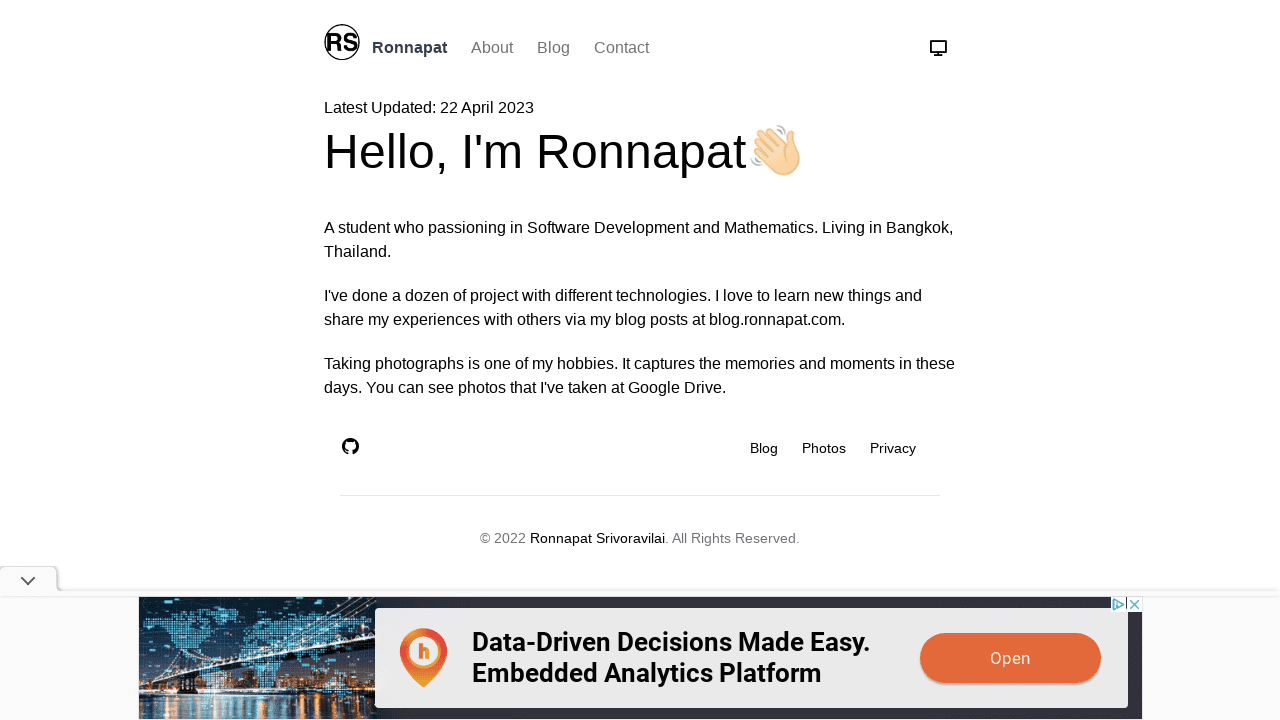 RS Ronnapat About Blog Contact
Latest Updated: 22 April 2023
Hello, I'm Ronnapat👋🏻
A student who passioning in Software Development and Mathematics. Living in Bangkok,
Thailand.
I've done a dozen of project with different technologies. I love to learn new things and
share my experiences with others via my blog posts at blog.ronnapat.com.
Taking photographs is one of my hobbies. It captures the memories and moments in these
days. You can see photos that I've taken at Google Drive.
Blog Photos Privacy
© 2022 Ronnapat Srivoravilai. All Rights Reserved.
h
Data-Driven Decisions Made Easy.
Embedded Analytics Platform
Open